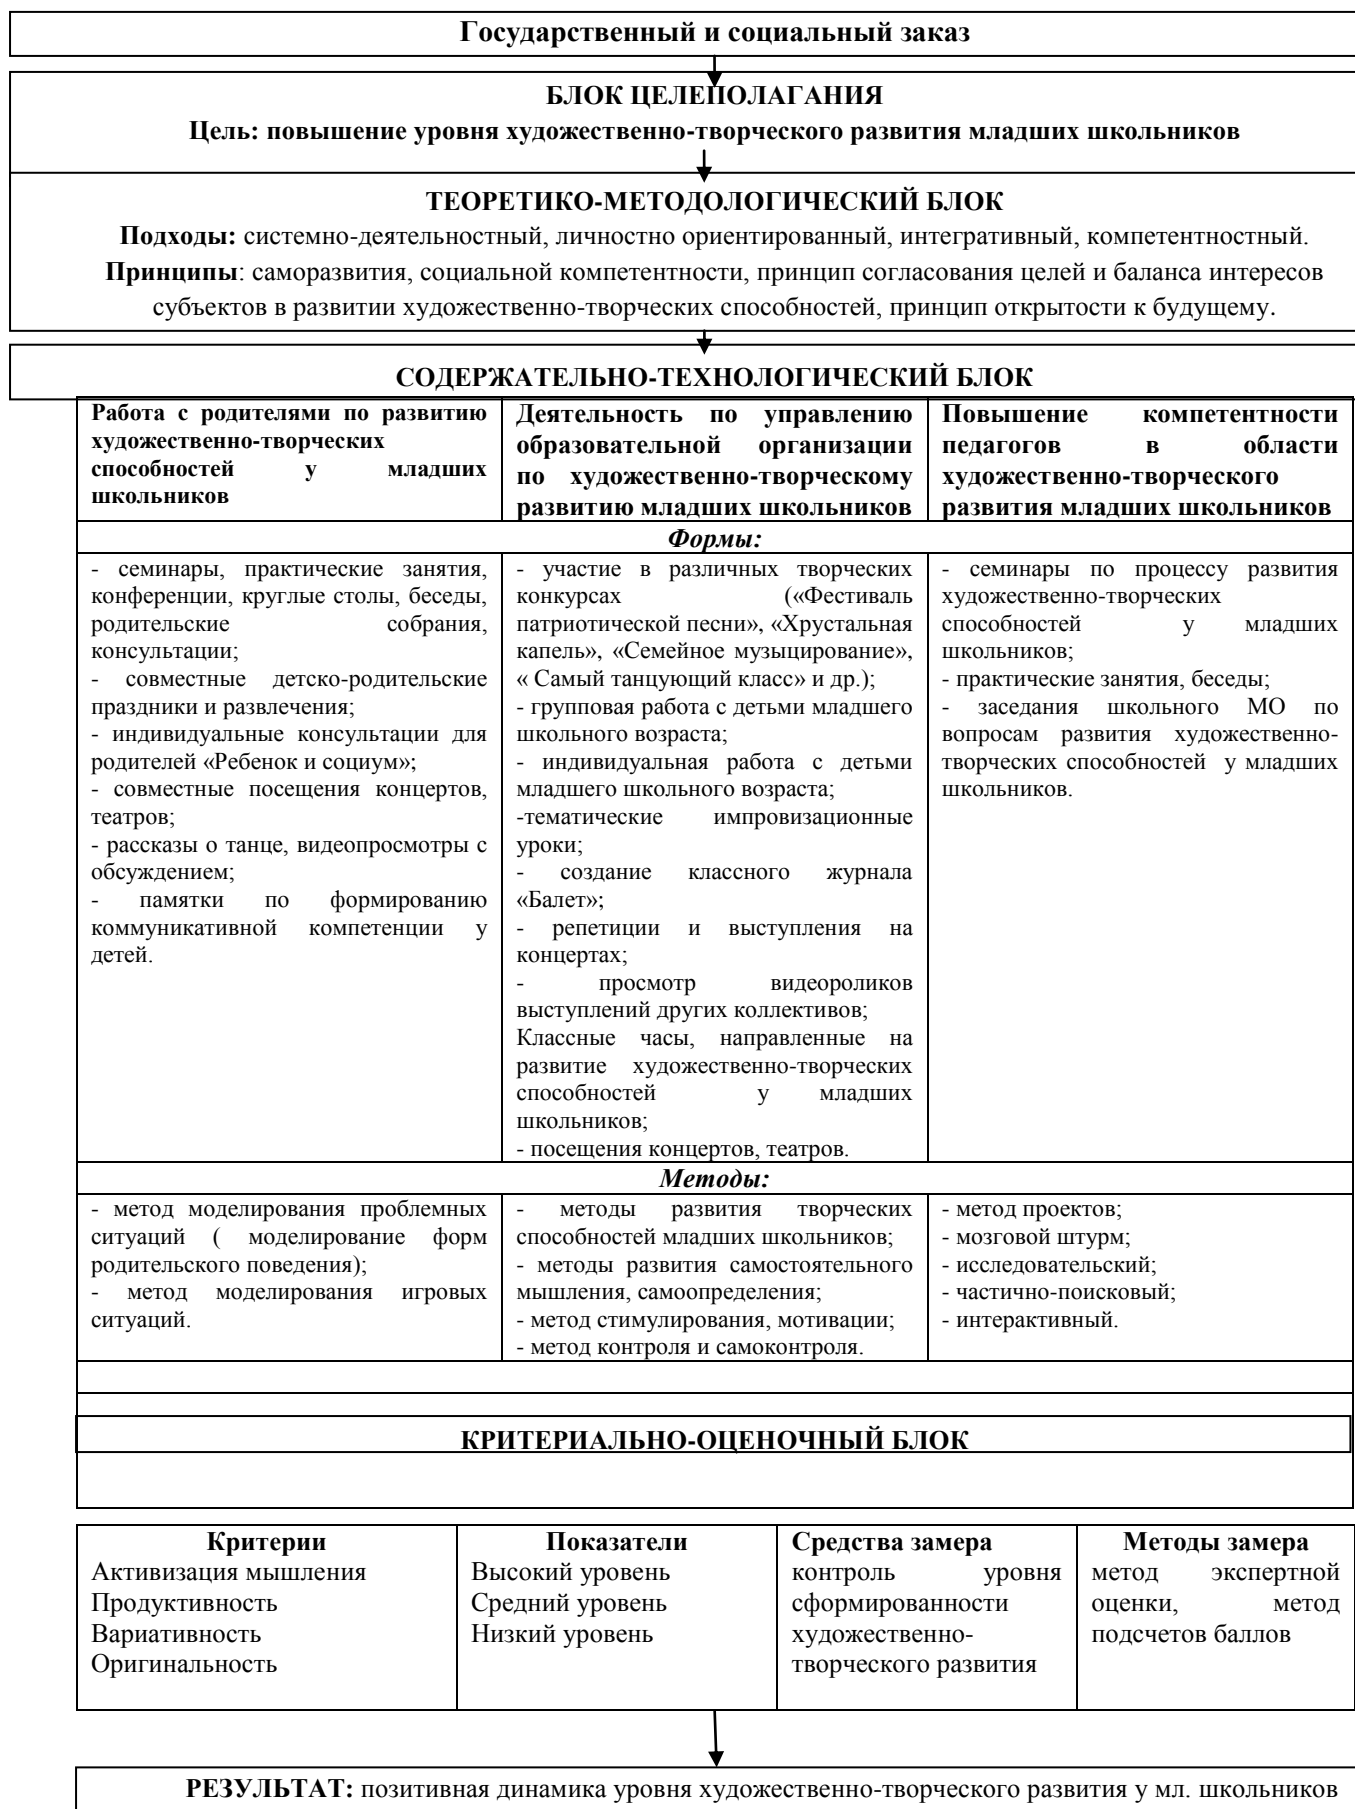 Государственный и социальный заказ
БЛОК ЦЕЛЕПОЛАГАНИЯ
Цель: повышение уровня художественно-творческого развития младших школьников
ТЕОРЕТИКО-МЕТОДОЛОГИЧЕСКИЙ БЛОК
Подходы: системно-деятельностный, личностно ориентированный, интегративный, компетентностный.
Принципы: саморазвития, социальной компетентности, принцип согласования целей и баланса интересов
субъектов в развитии художественно-творческих способностей, принцип открытости к будущему.
СОДЕРЖАТЕЛЬНО-ТЕХНОЛОГИЧЕСКИЙ БЛОК
Работа с родителями по развитию
художественно-творческих
способностей у младших
школьников
Деятельность по управлению
образовательной организации
по художественно-творческому
развитию младших школьников
Повышение компетентности
педагогов в области
художественно-творческого
развития младших школьников
Формы:
- семинары, практические занятия,
конференции, круглые столы, беседы,
родительские собрания,
консультации;
- совместные детско-родительские
праздники и развлечения;
- индивидуальные консультации для
родителей «Ребенок и социум»;
- совместные посещения концертов,
театров;
- рассказы о танце, видеопросмотры с
обсуждением;
- памятки по формированию
коммуникативной компетенции у
детей.
- участие в различных творческих
конкурсах («Фестиваль
патриотической песни», «Хрустальная
капель», «Семейное музыцирование»,
« Самый танцующий класс» и др.);
- групповая работа с детьми младшего
школьного возраста;
- индивидуальная работа с детьми
младшего школьного возраста;
-тематические импровизационные
уроки;
- создание классного журнала
«Балет»;
- репетиции и выступления на
концертах;
- просмотр видеороликов
выступлений других коллективов;
Классные часы, направленные на
развитие художественно-творческих
способностей у младших
школьников;
- посещения концертов, театров.
- семинары по процессу развития
художественно-творческих
способностей у младших
школьников;
- практические занятия, беседы;
- заседания школьного МО по
вопросам развития художественно-
творческих способностей у младших
школьников.
Методы:
- метод моделирования проблемных
ситуаций ( моделирование форм
родительского поведения);
- метод моделирования игровых
ситуаций.
- методы развития творческих
способностей младших школьников;
- методы развития самостоятельного
мышления, самоопределения;
- метод стимулирования, мотивации;
- метод контроля и самоконтроля.
- метод проектов;
- мозговой штурм;
- исследовательский;
- частично-поисковый;
- интерактивный.
КРИТЕРИАЛЬНО-ОЦЕНОЧНЫЙ БЛОК
Критерии
Активизация мышления
Продуктивность
Вариативность
Оригинальность
Показатели
Высокий уровень
Средний уровень
Низкий уровень
Средства замера
контроль уровня
сформированности
художественно-
творческого развития
Методы замера
метод экспертной
оценки, метод
подсчетов баллов
РЕЗУЛЬТАТ: позитивная динамика уровня художественно-творческого развития у мл. школьников